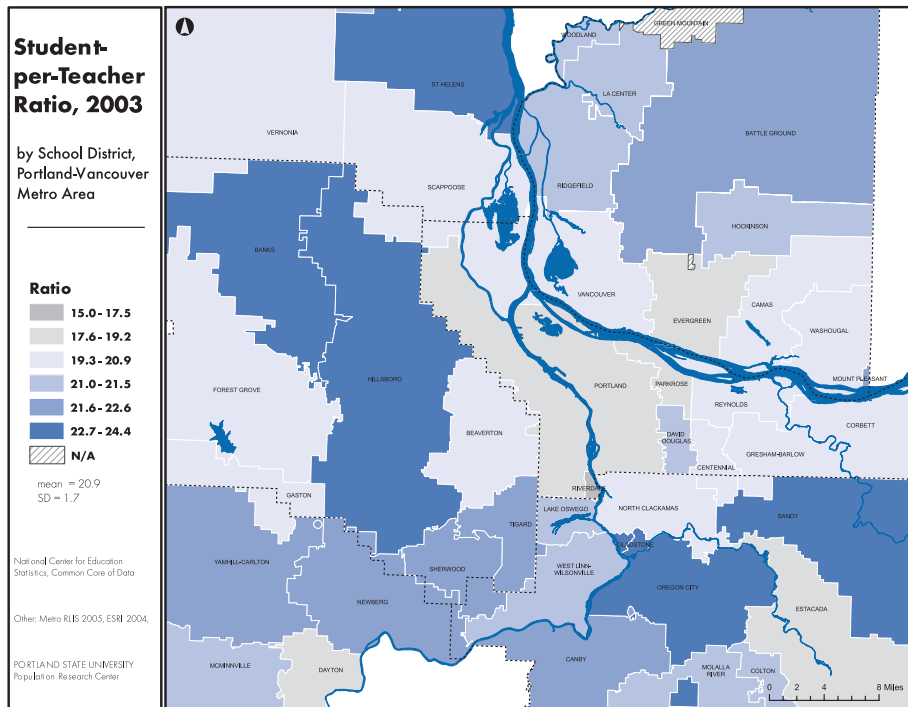 Student-
per-Teacher
Ratio, 2003
by School District,
Portland-Vancouver
Metro Area
Ratio
15.0 - 17.5
17.6 - 19.2
19.3 - 20.9
21.0 - 21.5
21.6 - 22.6
22.7 - 24.4
N/A
mean = 20.9
SD = 1.7
National Center for Education
Statistics, Common Core of Data
Other: Metro RLIS 2005, ESRI 2004,
PORTLAND STATE UNIVERSITY
Population Research Center
GREEN MOUNTAIN
WOODLAND
ST HELENS
LA CENTER
VERNONIA
BATTLE GROUND
SCAPPOOSE
RIDGEFIELD
HOCKINSON
BANKS
VANCOUVER
CAMAS
EVERGREEN
WASHOUGAL
HILLSBORO
MOUNT PLEASANT
FOREST GROVE
PORTLAND
PARKROSE
REYNOLDS
CORBETT
BEAVERTON
DAVID
DOUGLAS
GRESHAM-BARLOW
CENTENNIAL
RIVERDALE
GASTON
LAKE OSWEGO
NORTH CLACKAMAS
SANDY
TIGARD
GLADSTONE
YAMHILL-CARLTON
SHERWOOD
WEST LINN-
WILSONVILLE
OREGON CITY
NEWBERG
ESTACADA
MCMINNVILLE
DAYTON
CANBY
MOLALLA
RIVER
COLTON
0 2 4 8 Miles